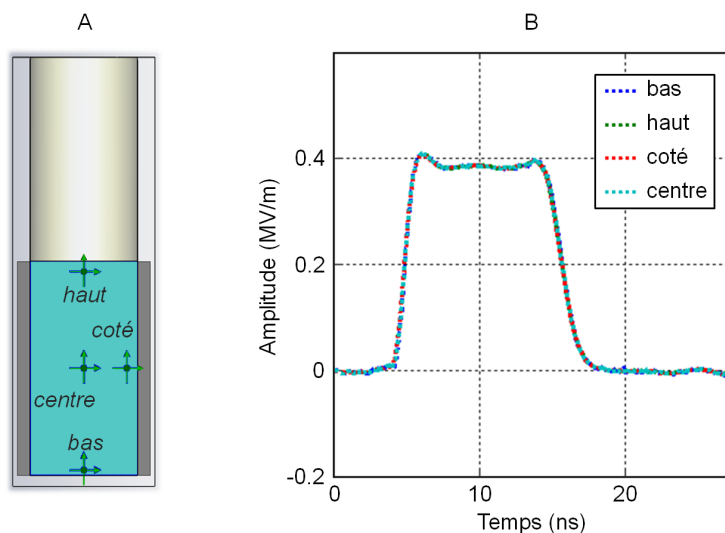 A
B
haut
coté
centre
bas
bas
haut
coté
centre
0.4
0.2
0
-0.2
0
10
20
Amplitude (MV/m)
Temps (ns)